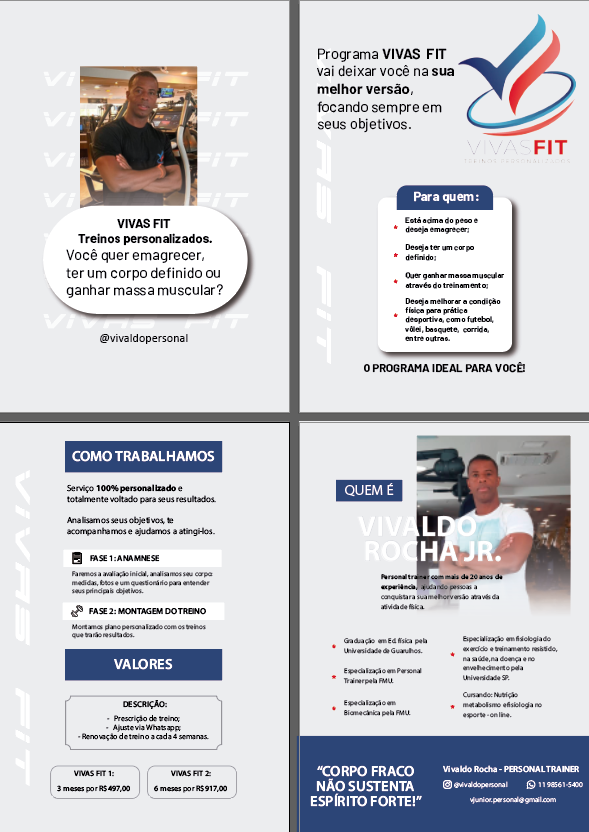 VIVAS FIT
Treinos personalizados.
Você quer emagrecer,
ter um corpo definido ou
ganhar massa muscular?
VIVAS FIT
@vivaldopersonal
Programa VIVAS FIT
vai deixar você na sua
melhor versão,
focando sempre em
seus objetivos.
VIVASFIT
TREINOS PERSONALIZADOS
VIVAS FIT
Para quem:
* Está acima do peso e
deseja emagrecer;
* Deseja ter um corpo
definido;
* Quer ganhar massa muscular
através do treinamento;
* Deseja melhorar a condição
física para prática
desportiva, como futebol,
vôlei, basquete, corrida,
entre outras.
O PROGRAMA IDEAL PARA VOCÊ!
VIVAS FIT
COMO TRABALHAMOS
Serviço 100% personalizado e
totalmente voltado para seus resultados.
Analisamos seus objetivos, te
acompanhamos e ajudamos a atingi-los.
FASE 1: ANAMNESE
Faremos a avaliação inicial, analisamos seu corpo:
medidas, fotos e um questionário para entender
seus principais objetivos.
FASE 2: MONTAGEM DO TREINO
Montamos plano personalizado com os treinos
que trarão resultados.
VALORES
DESCRIÇÃO:
- Prescrição de treino;
- Ajuste via Whatsapp;
- Renovação de treino a cada 4 semanas.
VIVAS FIT 1:
3 meses por R$497,00
VIVAS FIT 2:
6 meses por R$917,00
QUEM É
VIVALDO
ROCHA JR.
Personal trainer com mais de 20 anos de
experiência, ajudando pessoas a
conquistar a sua melhor versão através da
atividade física.
* Graduação em Ed. física pela
Universidade de Guarulhos.
* Especialização em Personal
Trainer pela FMU.
* Especialização em
Biomecânica pela FMU.
* Especialização em fisiologia do
exercício e treinamento resistido,
na saúde, na doença e no
envelhecimento pela
Universidade SP.
* Cursando: Nutrição
metabolismo e fisiologia no
esporte - on line.
“CORPO FRACO
NÃO SUSTENTA
ESPÍRITO FORTE!”
Vivaldo Rocha - PERSONAL TRAINER
@vivaldopersonal 11 98561-5400
vjunior.personal@gmail.com